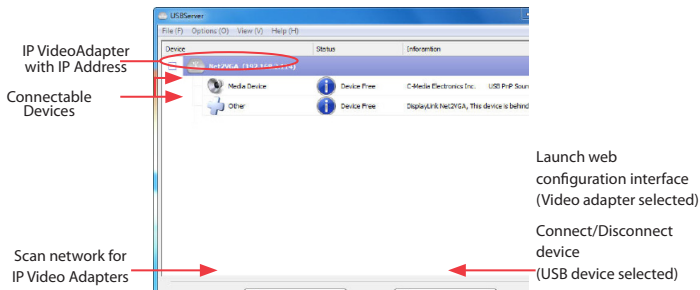 USBServer
File (F) Options (O) View (V) Help (H)
Device Status Inforamtion
IP VideoAdapter
with IP Address
Net2VGA
Connectable
Devices
Media Device Device Free C-Media Electronics Inc. USB PnP Soun
Other Device Free DisplayLink Net2VGA, This device is behind
Launch web
configuration interface
(Video adapter selected)
Connect/Disconnect
device
(USB device selected)
Scan network for
IP Video Adapters